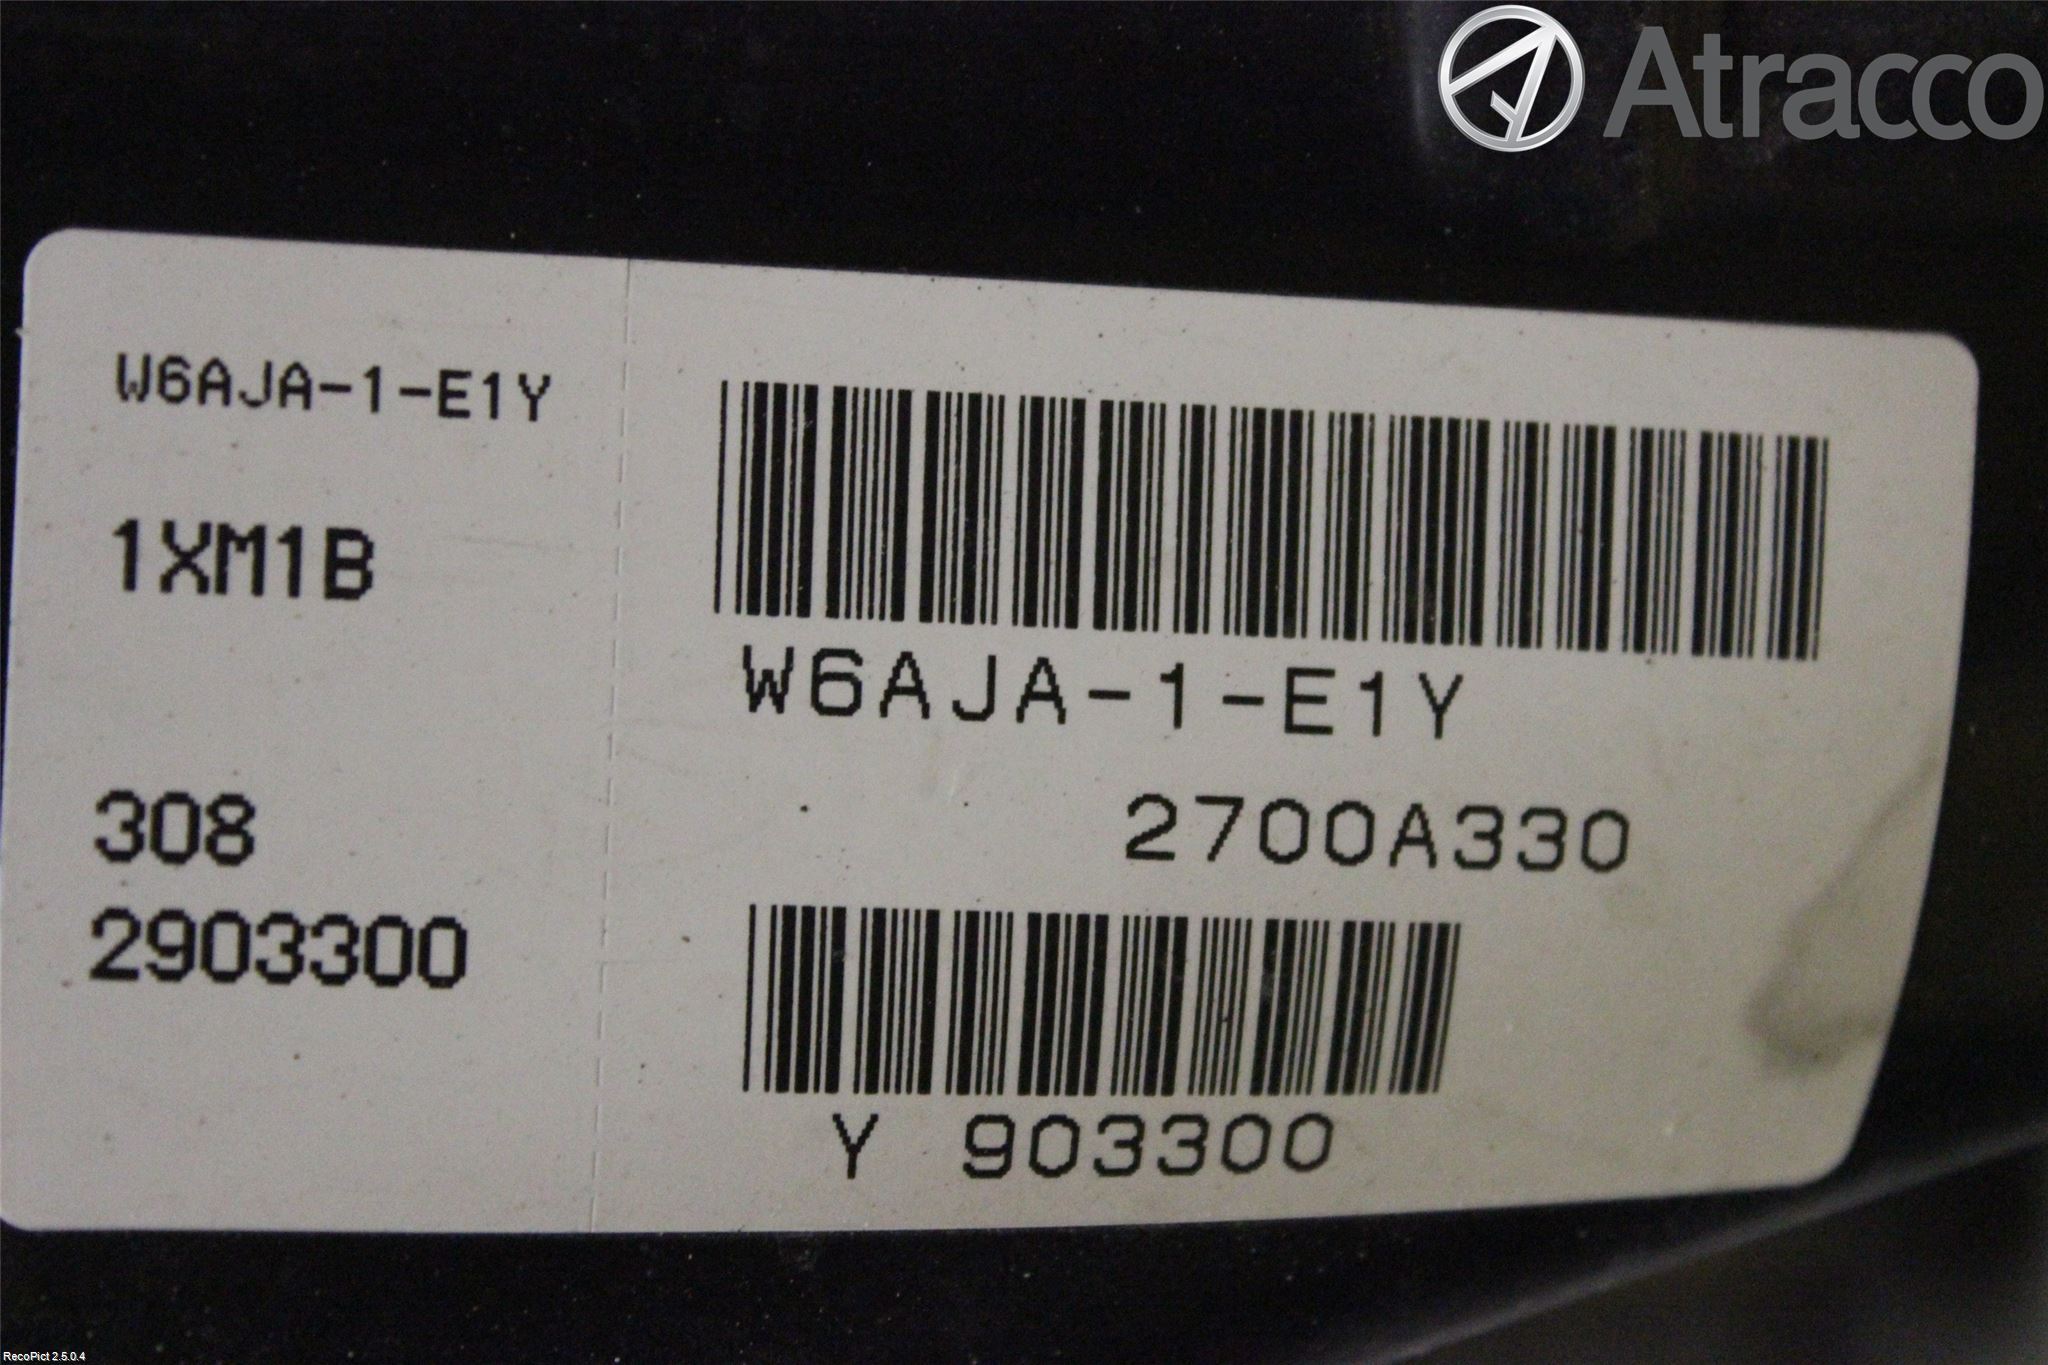 Atracco
W6AJA-1-E1Y
1XM1B
308
2903300
W6AJA-1-E1Y
2700A330
Y 903300
RecoPict 2.5.0.4